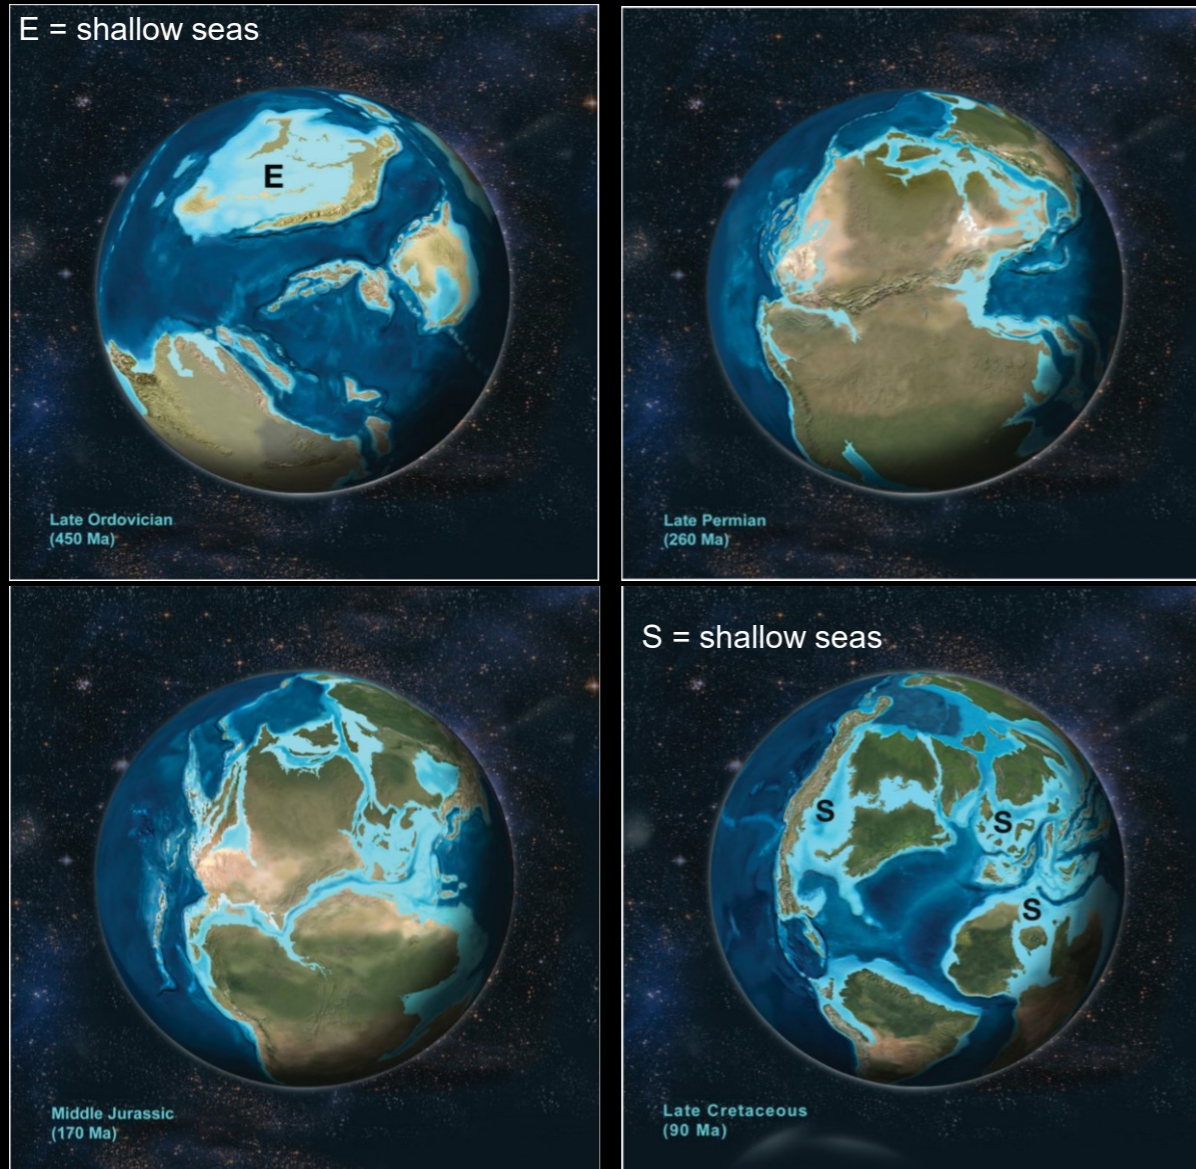 E = shallow seas
E
Late Ordovician
(450 Ma)
Late Permian
(260 Ma)
Middle Jurassic
(170 Ma)
S = shallow seas
S
S
S
Late Cretaceous
(90 Ma)